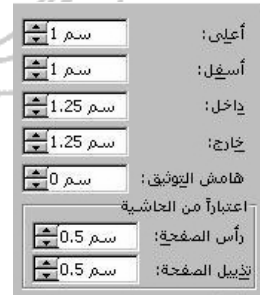 أعلى: 1 سم
أسفل: 1 سم
داخل: 1.25 سم
خارج: 1.25 سم
هامش التوثيق: 0 سم
اعتباراً من الحاشية
رأس الصفحة: 0.5 سم
تذييل الصفحة: 0.5 سم